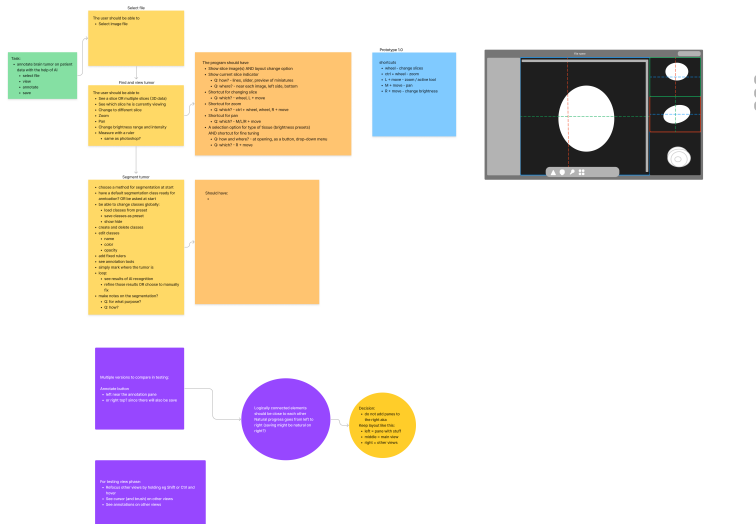 Select file
The user should be able to
• Select image file
Task:
• annotate brain tumor on patient
data with the help of AI
• select file
• view
• annotate
• save
Find and view tumor
The user should be able to
• See a slice OR multiple slices (3D data)
• See which slice he is currently viewing
• Change to different slice
• Zoom
• Pan
• Change brightness range and intensity
• Measure with a ruler
• same as photoshop?
The program should have:
• Show slice image(s) AND layout change option
• Show current slice indicator
• Q: how? - lines, slider, preview of miniatures
• Q: where? - near each image, left side, bottom
• Shortcut for changing slice
• Q: which? - wheel, L + move
• Shortcut for zoom
• Q: which? - ctrl + wheel, wheel, R + move
• Shortcut for pan
• Q: which? - M/L/R + move
• A selection option for type of tissue (brightness presets)
AND shortcut for fine tuning
• Q: how and where? - at opening, as a button, drop-down menu
• Q: which? - R + move
Prototype 1.0
shortcuts
• wheel - change slices
• ctrl + wheel - zoom
• L + move - zoom / active tool
• M + move - pan
• R + move - change brightness
Segment tumor
• choose a method for segmentation at start
• have a default segmentation class ready for
annotation? OR be asked at start
• be able to change classes globally:
• load classes from preset
• save classes as preset
• show-hide
• create and delete classes
• edit classes
• name
• color
• opacity
• add fixed rulers
• see annotation tools
• simply mark where the tumor is
• loop:
• see results of AI recognition
• refine these results OR choose to manually
fix
• make notes on the segmentation?
• Q: for what purpose?
• Q: how?
Should have:
•
Multiple versions to compare in testing:
Annotate button
• left near the annotation pane
• or right top? since there will also be save
Logically connected elements
should be close to each other
Natural progress goes from left to
right (saving might be natural on
right?)
Decision:
• do not add panes to
the right side
Keep layout like this:
• left = pane with stuff
• middle = main view
• right = other views
For testing view phase:
• Refocus other views by holding eg Shift or Ctrl and
hover
• See cursor (and locsh) on other views
• See annotations on other views